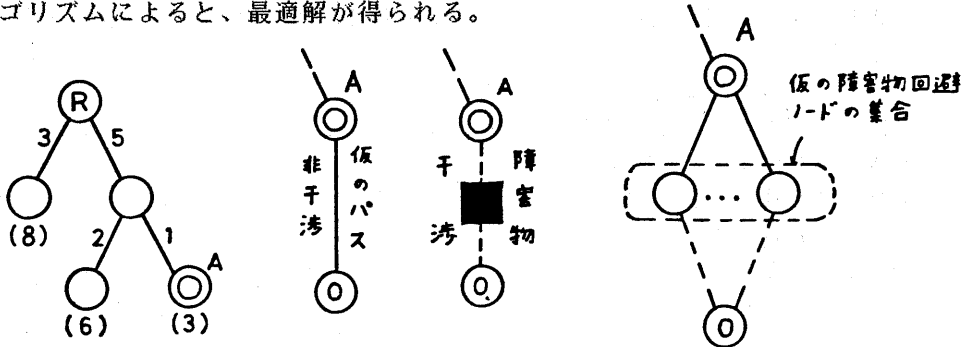 ゴリズムによると、最適解が得られる。
R
3
5
(8)
2
1
A
(6)
(3)
A
非干渉
仮のパス
O
A
干渉
障害物
O
A
仮の障害物回避
ノードの集合
...
O